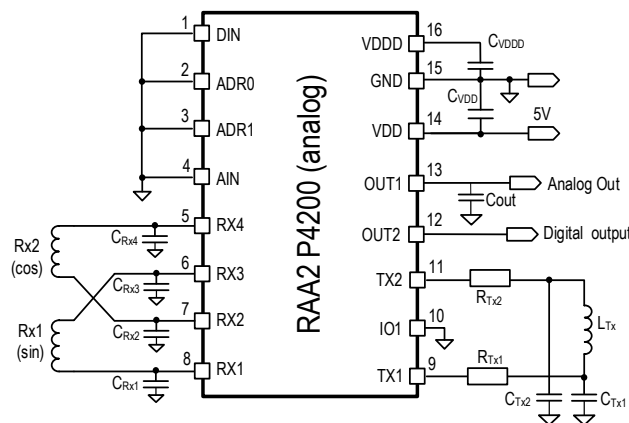 1
DIN
2
ADR0
3
ADR1
4
AIN
5
RX4
6
RX3
7
RX2
8
RX1
CRx4
CRx3
CRx2
CRx1
Rx2
(cos)
Rx1
(sin)
RAA2 P4200 (analog)
VDDD
16
CVDDD
GND
15
CVDD
VDD
14
5V
OUT1
13
Analog Out
Cout
OUT2
12
Digital output
TX2
11
RTx2
LTx
IO1
10
TX1
9
RTx1
CTx2
CTx1